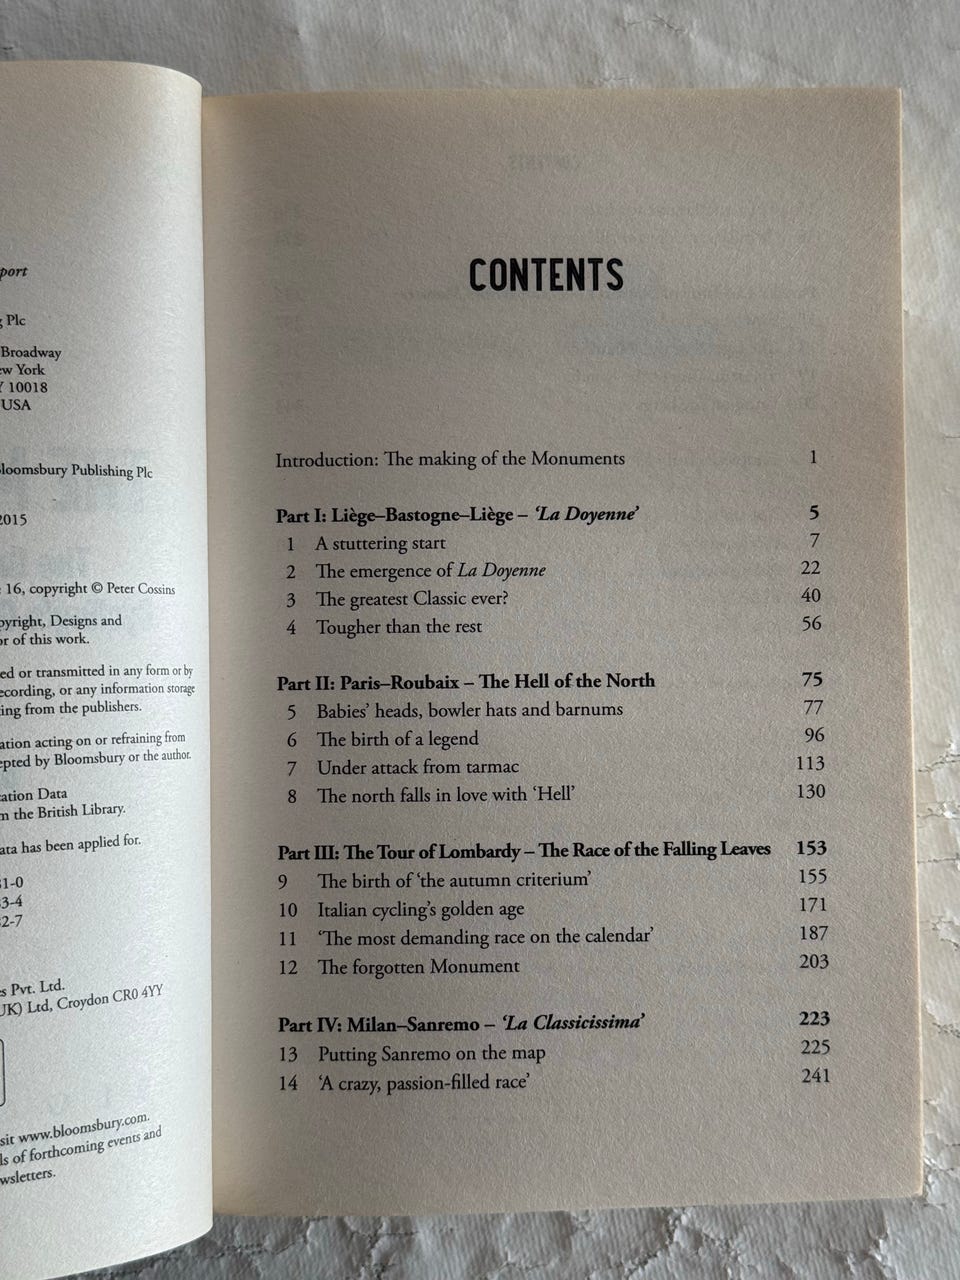 port
g Plc
Broadway
ew York
Y 10018
USA
Bloomsbury Publishing Plc
2015
16, copyright © Peter Cossins
pyright, Designs and
or of this work.
ed or transmitted in any form or by
ecording, or any information storage
ing from the publishers.
ation acting on or refraining from
epted by Bloomsbury or the author.
ation Data
m the British Library.
ata has been applied for.
31-0
3-4
2-7
s Pvt. Ltd.
UK) Ltd, Croydon CR0 4YY
sit www.bloomsbury.com.
ls of forthcoming events and
wsletters.
CONTENTS
Introduction: The making of the Monuments 1
Part I: Liège–Bastogne–Liège – ‘La Doyenne’ 5
1 A stuttering start 7
2 The emergence of La Doyenne 22
3 The greatest Classic ever? 40
4 Tougher than the rest 56
Part II: Paris–Roubaix – The Hell of the North 75
5 Babies’ heads, bowler hats and barnums 77
6 The birth of a legend 96
7 Under attack from tarmac 113
8 The north falls in love with ‘Hell’ 130
Part III: The Tour of Lombardy – The Race of the Falling Leaves 153
9 The birth of ‘the autumn criterium’ 155
10 Italian cycling’s golden age 171
11 ‘The most demanding race on the calendar’ 187
12 The forgotten Monument 203
Part IV: Milan–Sanremo – ‘La Classicissima’ 223
13 Putting Sanremo on the map 225
14 ‘A crazy, passion-filled race’ 241